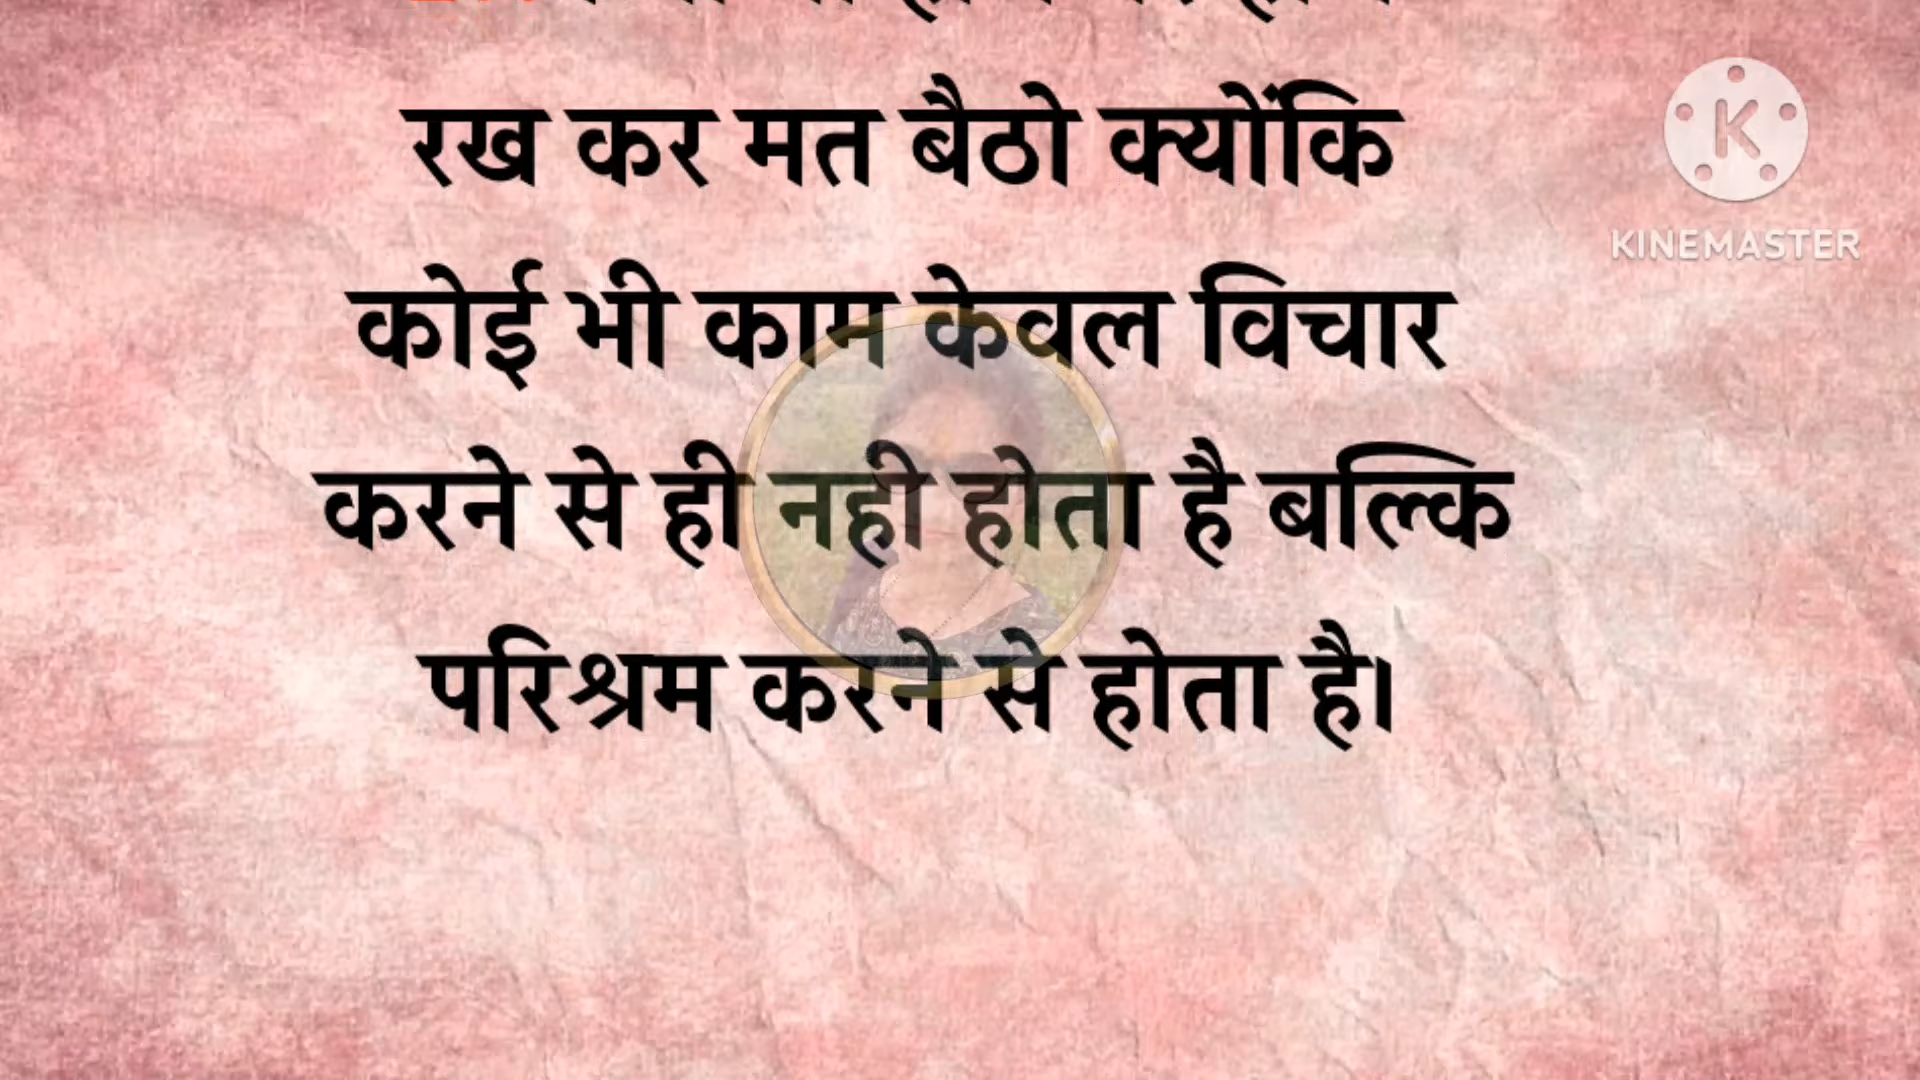 रख कर मत बैठो क्योंकि
कोई भी काम केवल विचार
करने से ही नही होता है बल्कि
परिश्रम करने से होता है।
K
KINEMASTER